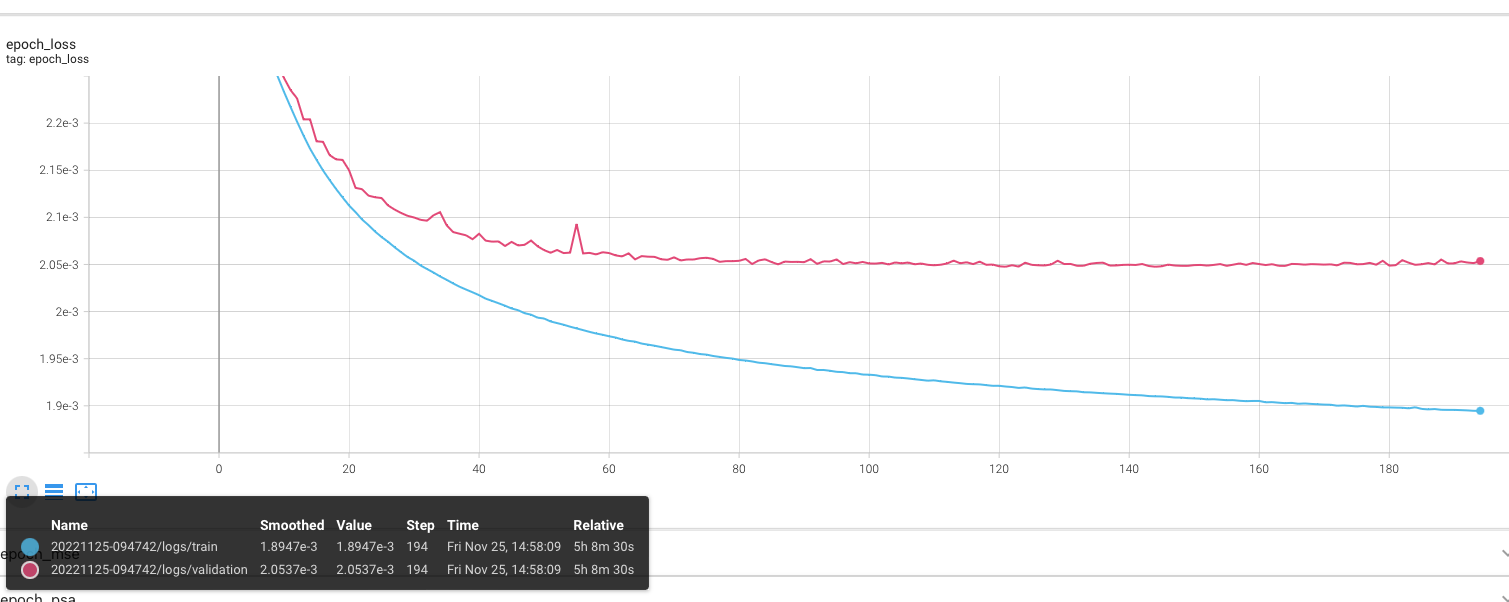 epoch_loss
tag: epoch_loss
2.2e-3
2.15e-3
2.1e-3
2.05e-3
2e-3
1.95e-3
1.9e-3
0 20 40 60 80 100 120 140 160 180
Name Smoothed Value Step Time Relative
20221125-094742/logs/train 1.8947e-3 1.8947e-3 194 Fri Nov 25, 14:58:09 5h 8m 30s
epoch_mse
20221125-094742/logs/validation 2.0537e-3 2.0537e-3 194 Fri Nov 25, 14:58:09 5h 8m 30s
epoch_psa